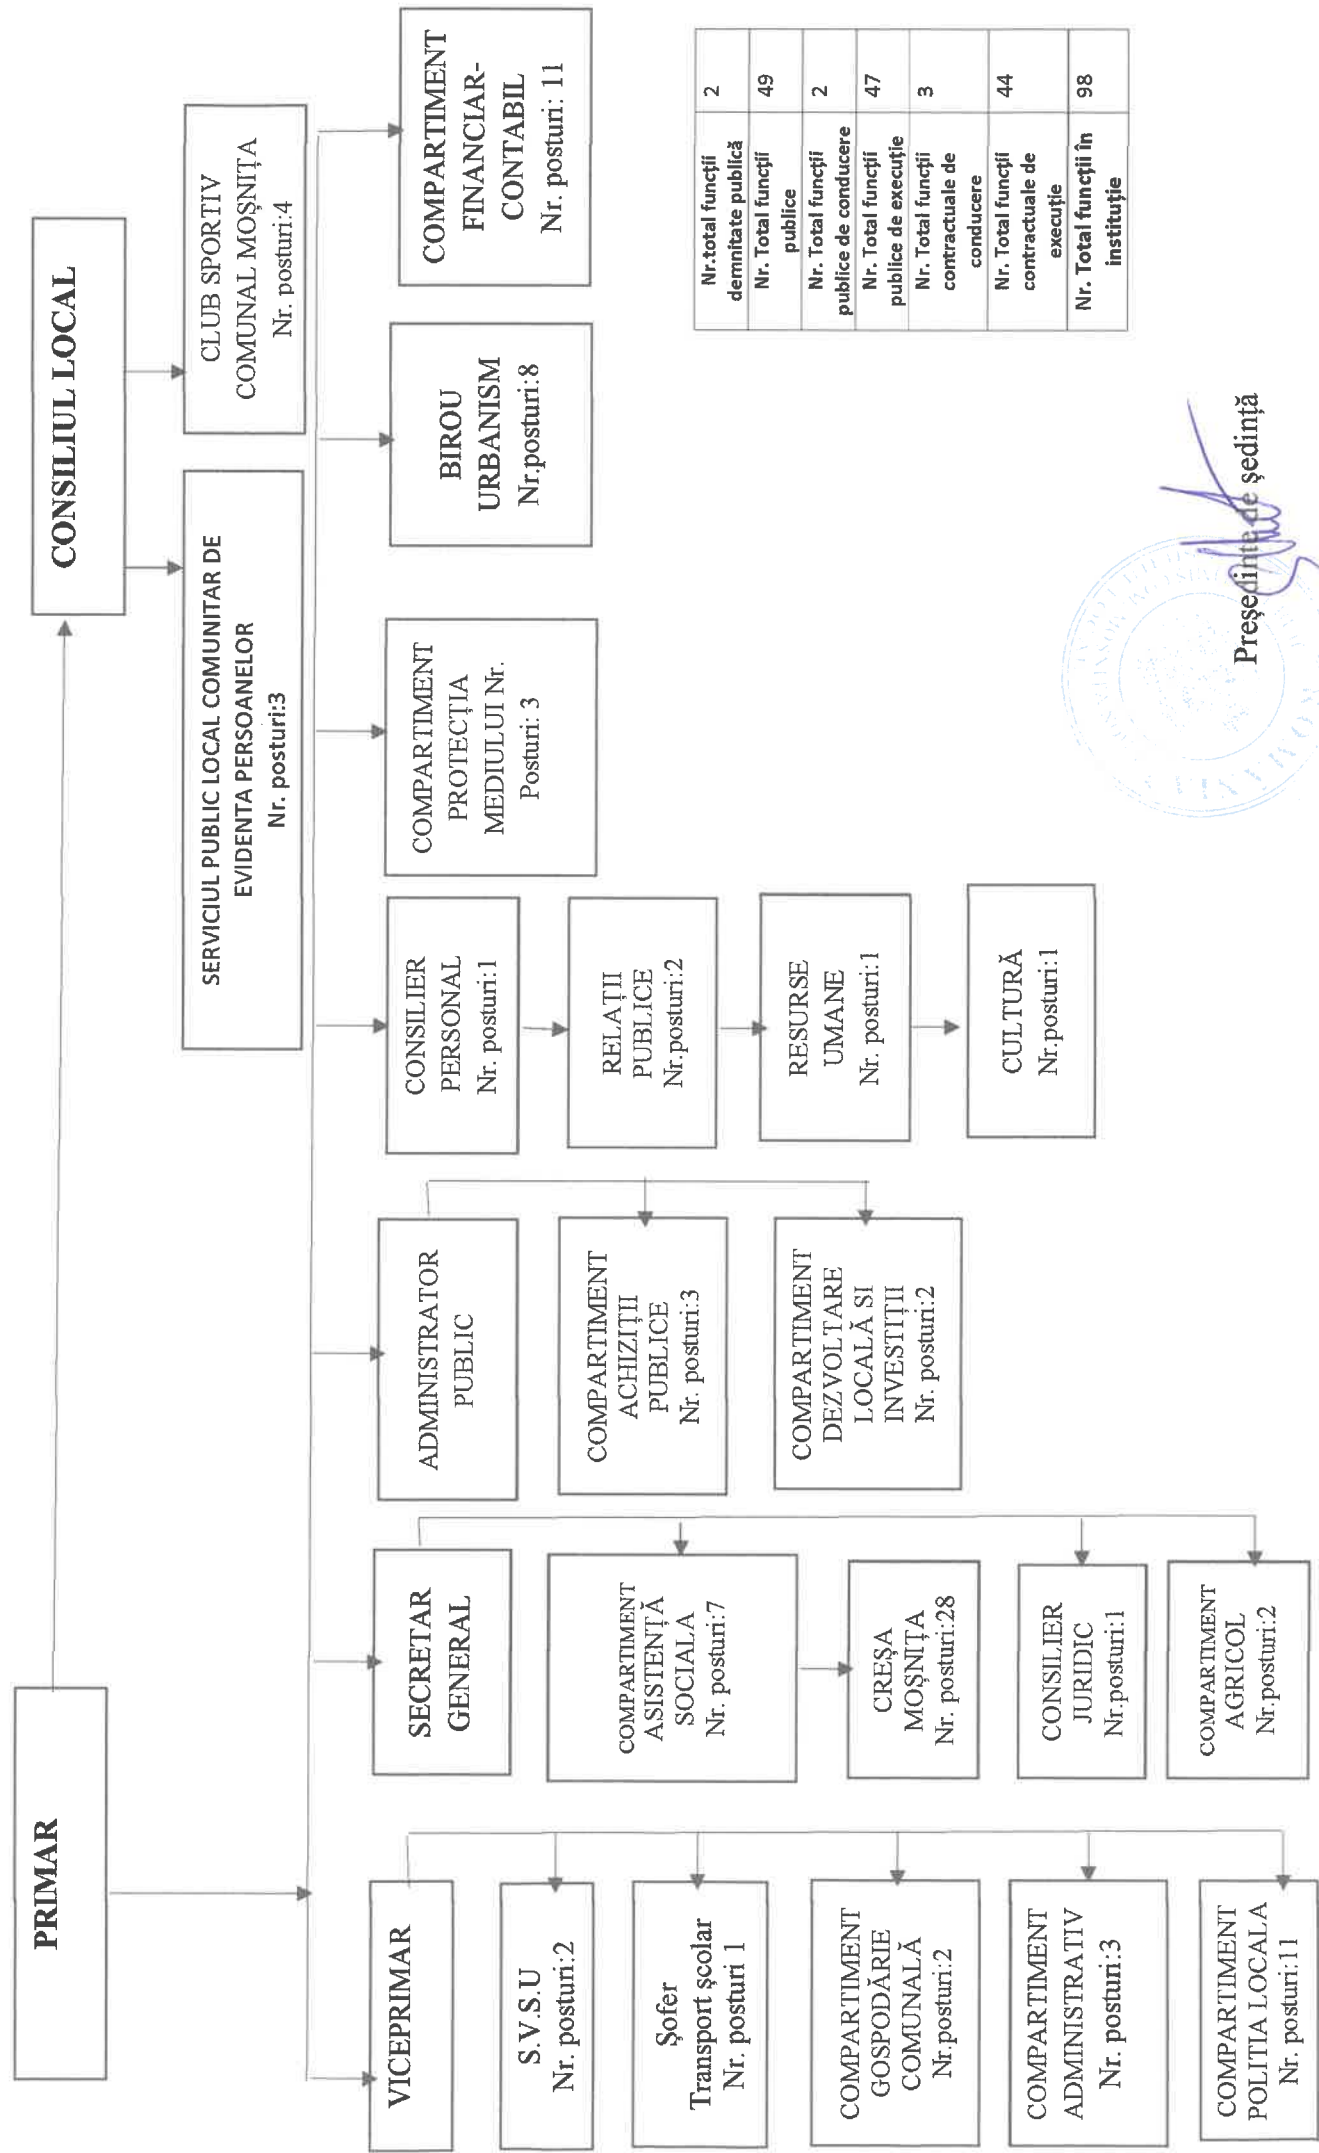 PRIMAR
CONSILIUL LOCAL
SERVICIUL PUBLIC LOCAL COMUNITAR DE
EVIDENTA PERSOANELOR
Nr. posturi:3
CLUB SPORTIV
COMUNAL MOȘNIȚA
Nr. posturi:4
VICEPRIMAR
S.V.S.U
Nr. posturi:2
Șofer
Transport școlar
Nr. posturi 1
COMPARTIMENT
GOSPODĂRIE
COMUNALĂ
Nr.posturi:2
COMPARTIMENT
ADMINISTRATIV
Nr. posturi:3
COMPARTIMENT
POLITIA LOCALA
Nr. posturi:11
SECRETAR
GENERAL
COMPARTIMENT
ASISTENȚĂ
SOCIALA
Nr. posturi:7
CREȘA
MOȘNIȚA
Nr. posturi:28
CONSILIER
JURIDIC
Nr.posturi:1
COMPARTIMENT
AGRICOL
Nr.posturi:2
ADMINISTRATOR
PUBLIC
COMPARTIMENT
ACHIZIȚII
PUBLICE
Nr. posturi:3
COMPARTIMENT
DEZVOLTARE
LOCALĂ SI
INVESTIȚII
Nr. posturi:2
CONSILIER
PERSONAL
Nr. posturi:1
RELAȚII
PUBLICE
Nr.posturi:2
RESURSE
UMANE
Nr. posturi:1
CULTURĂ
Nr.posturi:1
COMPARTIMENT
PROTECȚIA
MEDIULUI Nr.
Posturi: 3
BIROU
URBANISM
Nr.posturi:8
COMPARTIMENT
FINANCIAR-
CONTABIL
Nr. posturi: 11
Nr.total funcții 2
demnitate publică
Nr. Total funcții 49
publice
Nr. Total funcții 2
publice de conducere
Nr. Total funcții 47
publice de execuție
Nr. Total funcții 3
contractuale de
conducere
Nr. Total funcții 44
contractuale de
execuție
Nr. Total funcții în 98
instituție
Președinte de ședință
ROMANIA